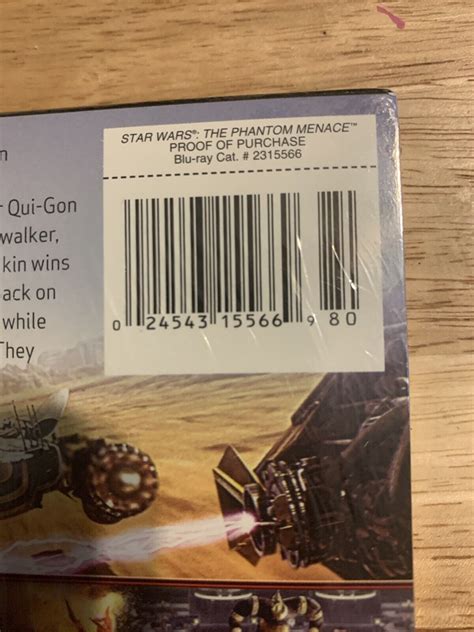 STAR WARS®: THE PHANTOM MENACE™
PROOF OF PURCHASE
Blu-ray Cat. # 2315566
n
r Qui-Gon
walker,
kin wins
ack on
while
They
0 24543 15566 9 80